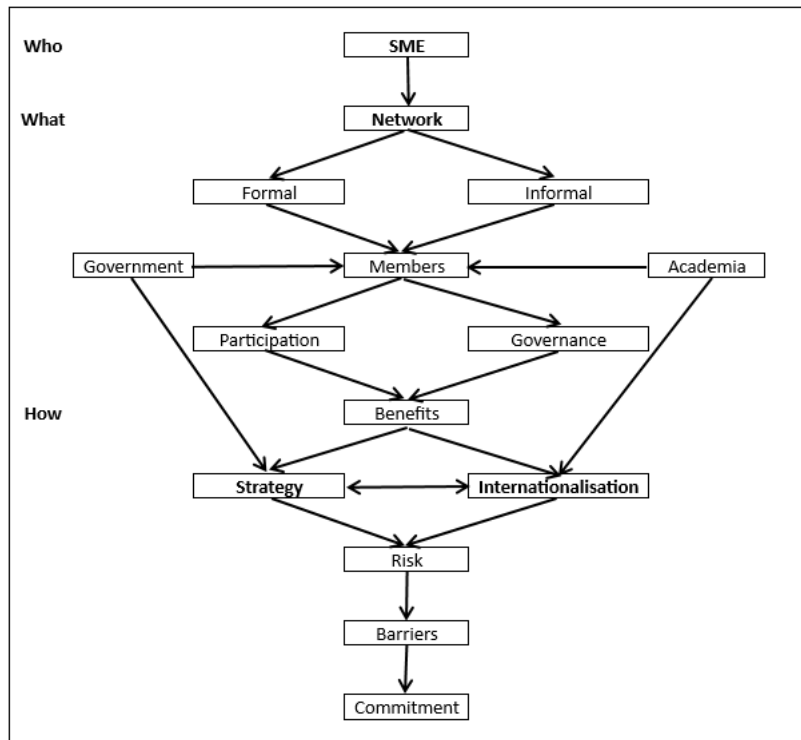 Who
SME
What
Network
Formal
Informal
Government
Members
Academia
Participation
Governance
How
Benefits
Strategy
Internationalisation
Risk
Barriers
Commitment